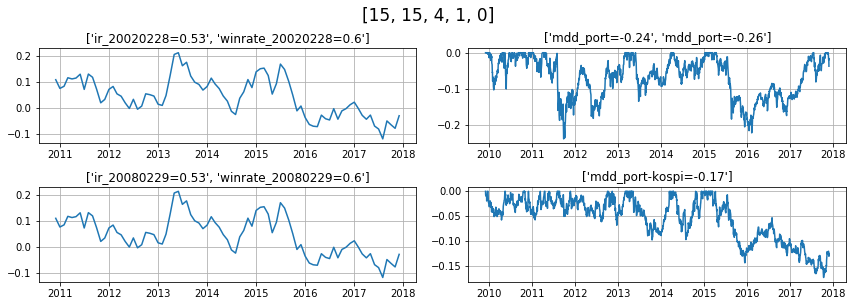 [15, 15, 4, 1, 0]
['ir_20020228=0.53', 'winrate_20020228=0.6']
0.2
0.1
0.0
−0.1
2011 2012 2013 2014 2015 2016 2017 2018
['mdd_port=-0.24', 'mdd_port=-0.26']
0.0
−0.1
−0.2
2010 2011 2012 2013 2014 2015 2016 2017 2018
['ir_20080229=0.53', 'winrate_20080229=0.6']
0.2
0.1
0.0
−0.1
2011 2012 2013 2014 2015 2016 2017 2018
['mdd_port-kospi=-0.17']
0.00
−0.05
−0.10
−0.15
2010 2011 2012 2013 2014 2015 2016 2017 2018